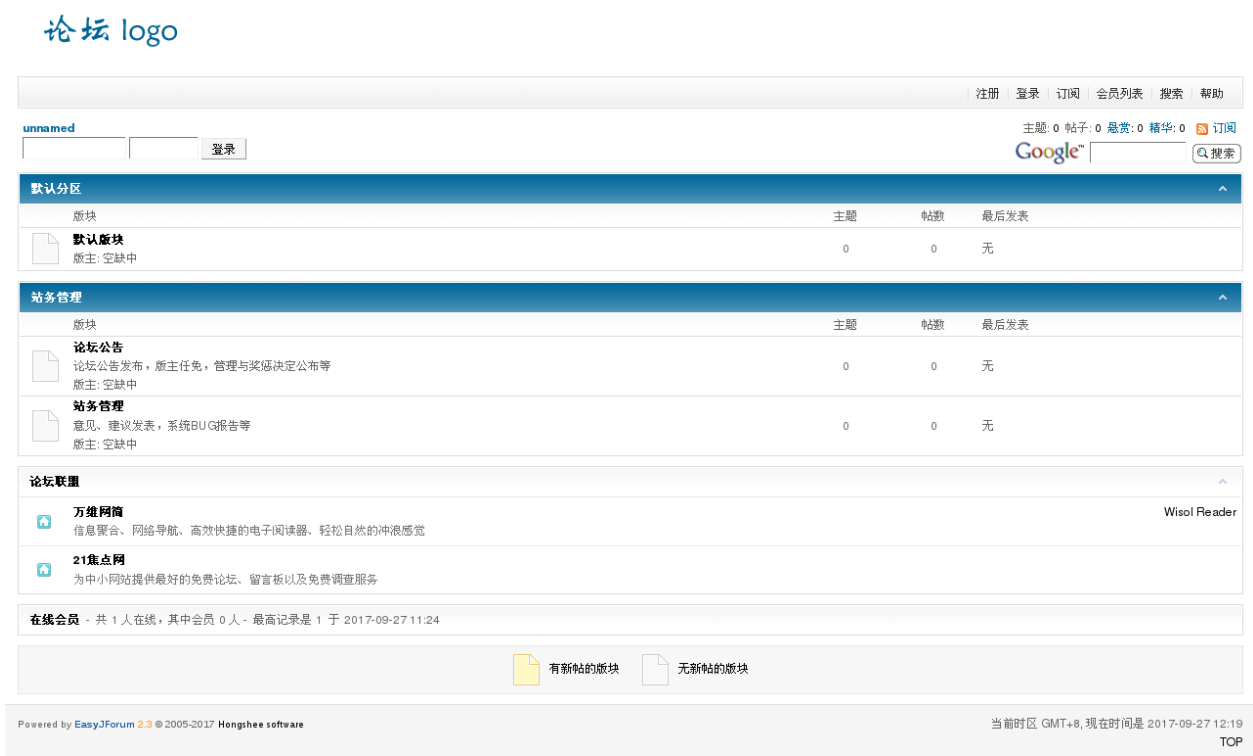 论坛 logo
注册 登录 订阅 会员列表 搜索 帮助
unnamed 主题: 0 帖子: 0 悬赏: 0 精华: 0 订阅
登录 Google™ 搜索
默认分区
版块 主题 帖数 最后发表
默认版块
版主: 空缺中 0 0 无
站务管理
版块 主题 帖数 最后发表
论坛公告
论坛公告发布，版主任免，管理与奖惩决定公布等 0 0 无
版主: 空缺中
站务管理
意见、建议发表，系统BUG报告等 0 0 无
版主: 空缺中
论坛联盟
万维网简 Wisol Reader
信息聚合、网络导航、高效快捷的电子阅读器、轻松自然的冲浪感觉
21焦点网
为中小网站提供最好的免费论坛、留言板以及免费调查服务
在线会员 - 共 1 人在线，其中会员 0 人 - 最高记录是 1 于 2017-09-27 11:24
有新帖的版块 无新帖的版块
Powered by EasyJForum 2.3 © 2005-2017 Hongshee software 当前时区 GMT+8, 现在时间是 2017-09-27 12:19
TOP